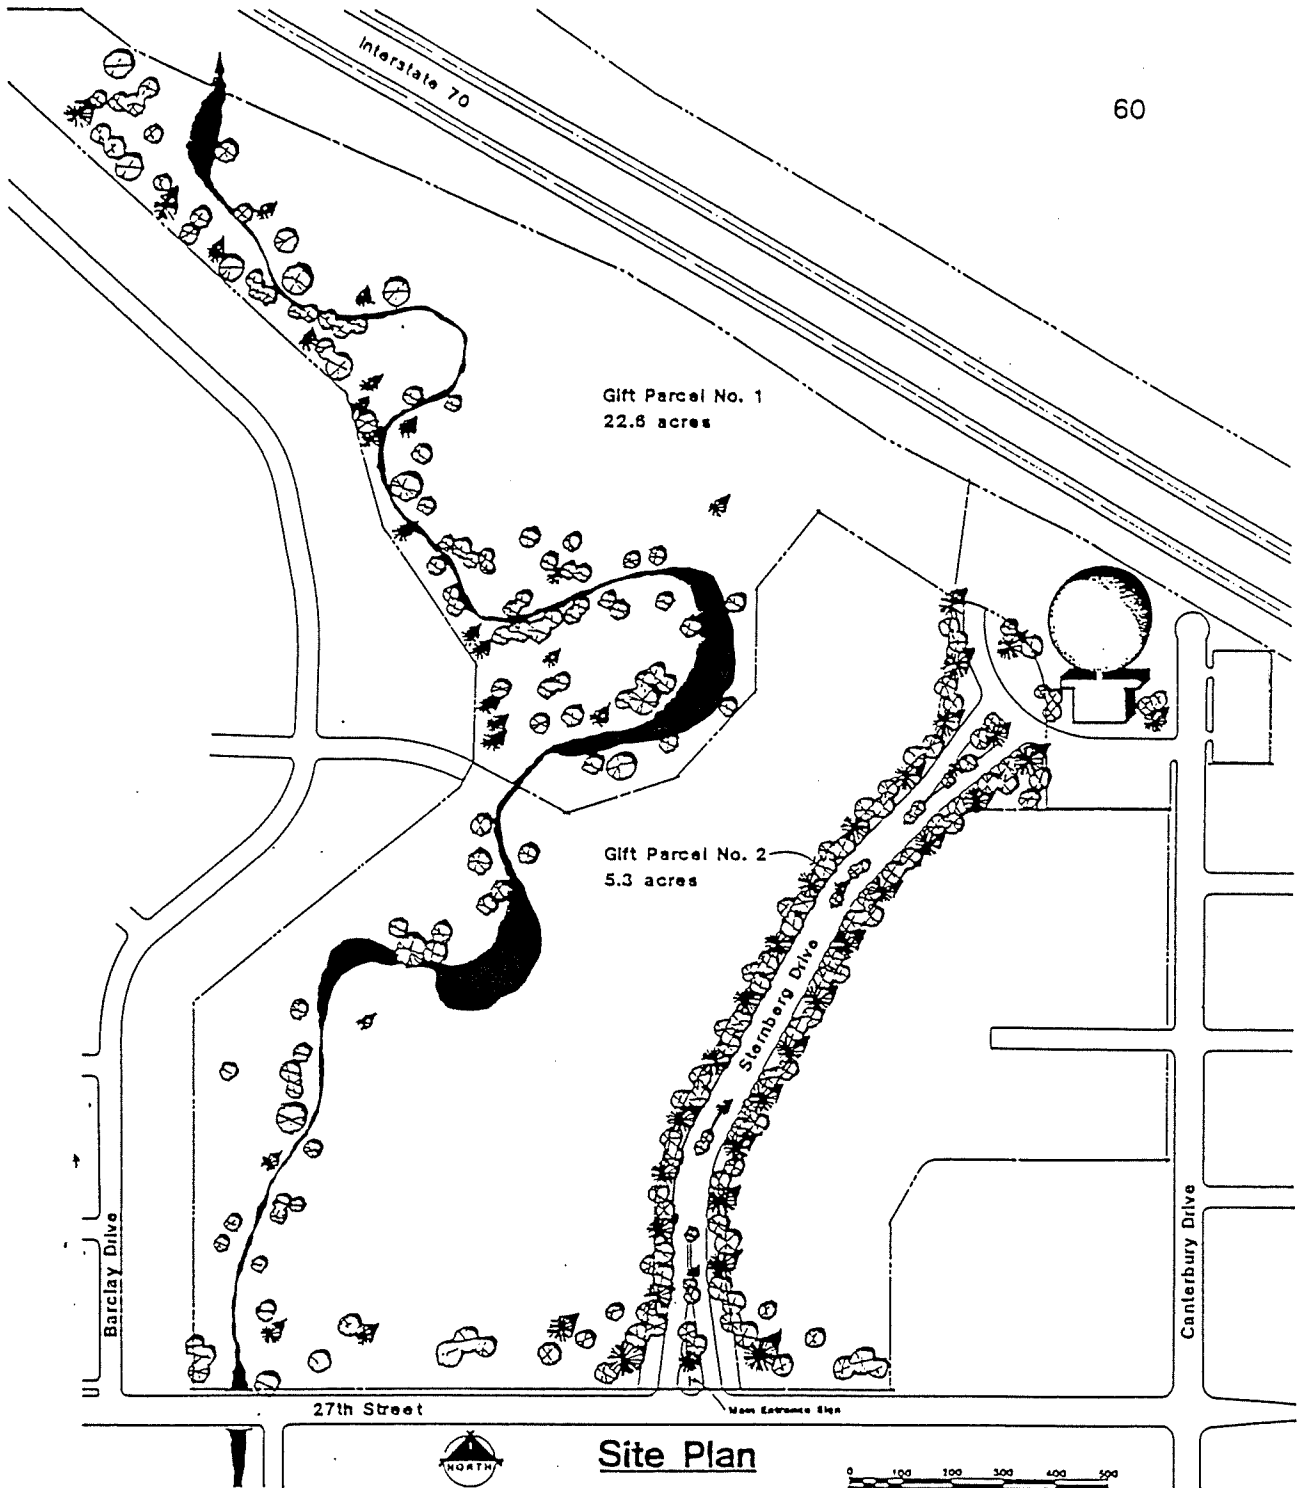 Interstate 70
60
Gift Parcel No. 1
22.6 acres
Gift Parcel No. 2
5.3 acres
Sternberg Drive
Barclay Drive
Canterbury Drive
27th Street
Main Entrance Sign
NORTH
Site Plan
0 100 200 300 400 500